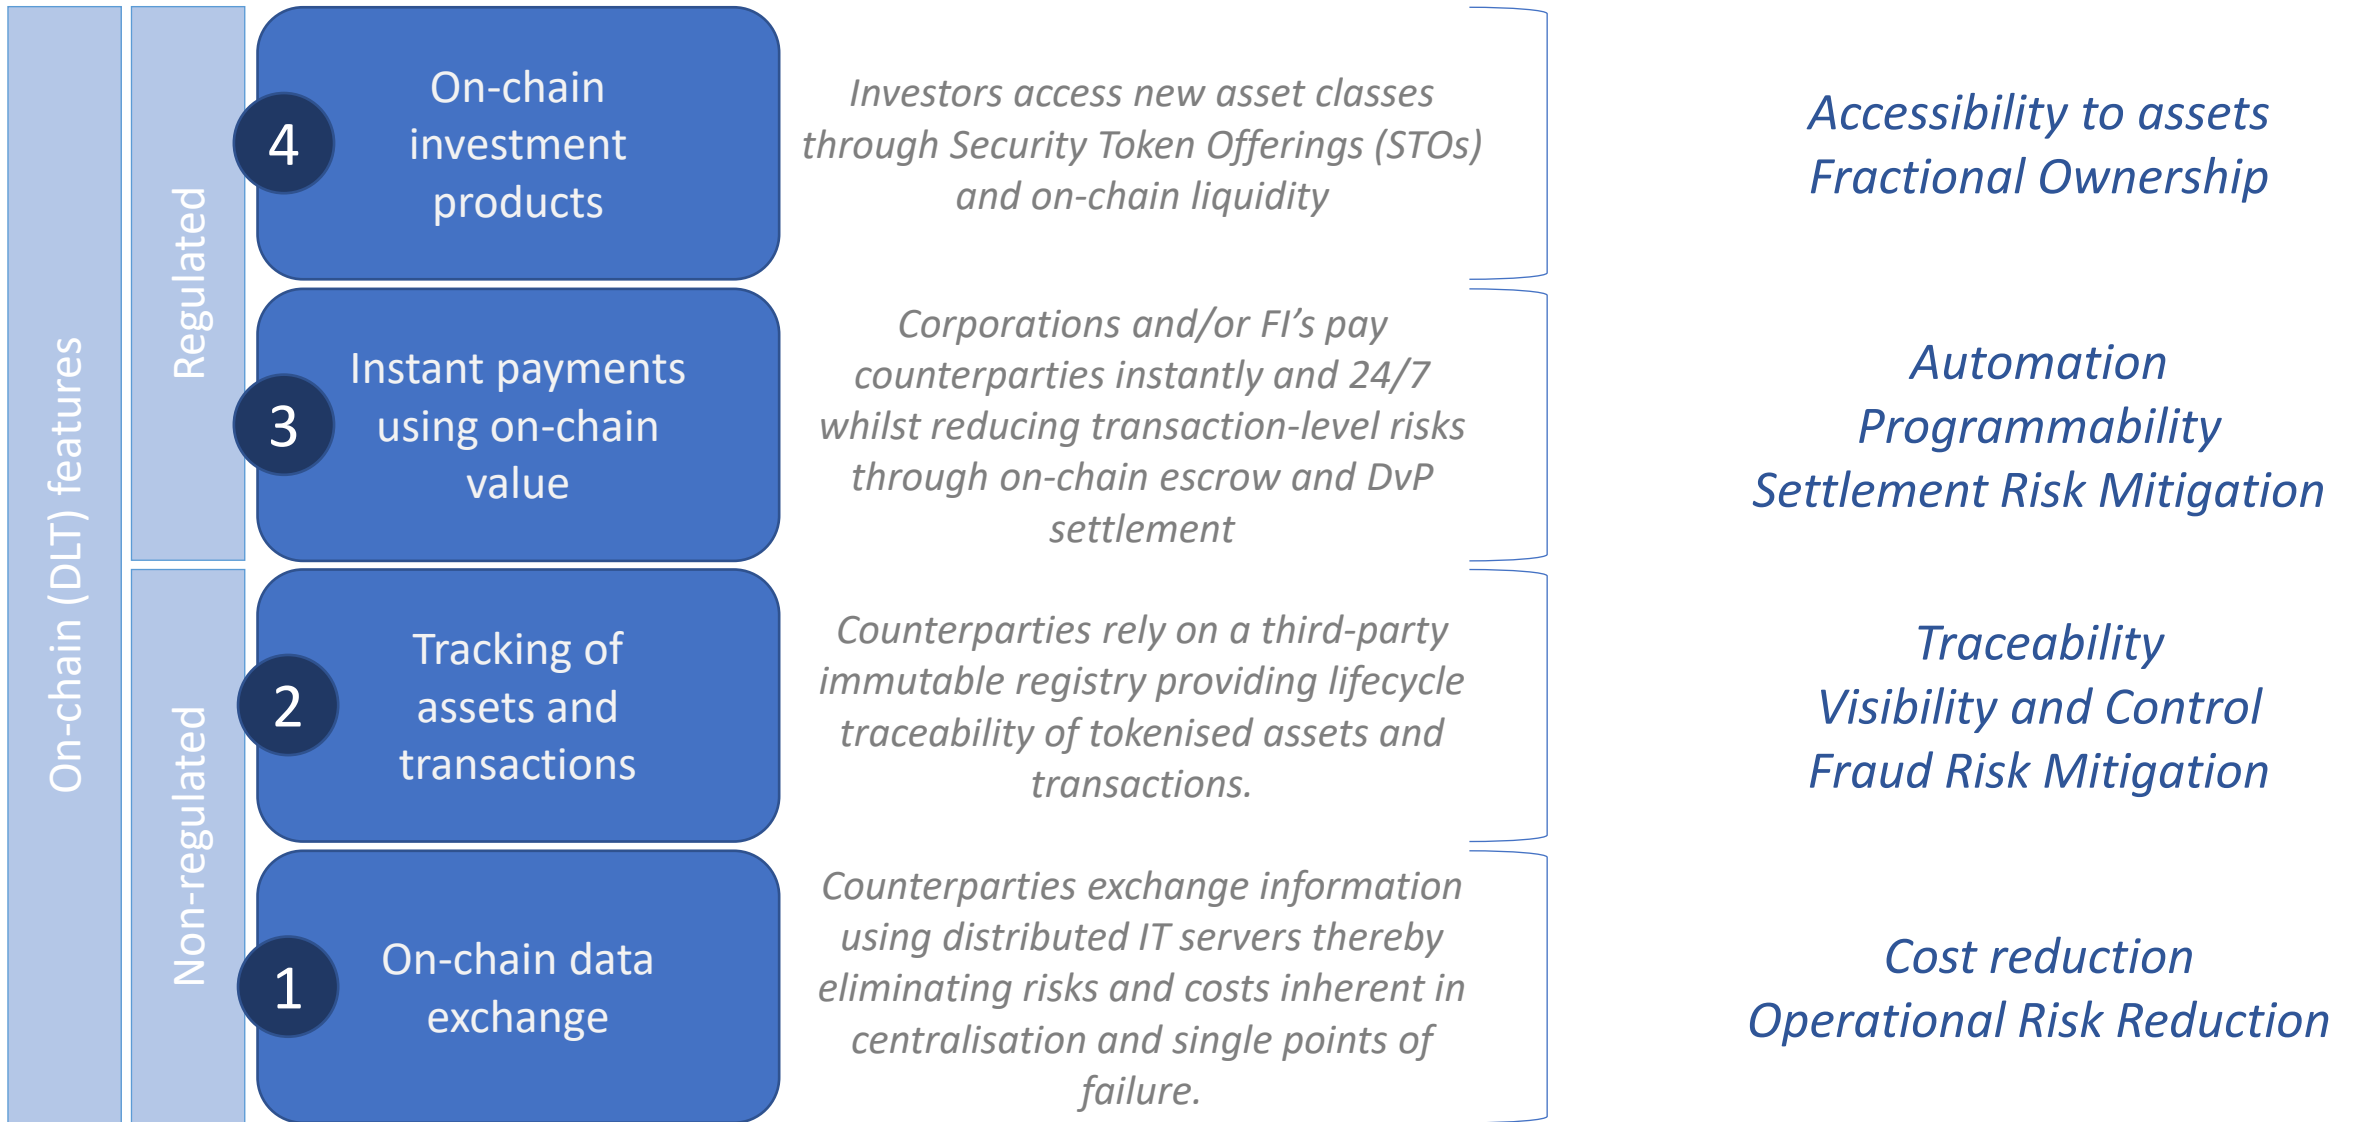 On-chain (DLT) features
Regulated
4
On-chain
investment
products
Investors access new asset classes
through Security Token Offerings (STOs)
and on-chain liquidity
Accessibility to assets
Fractional Ownership
3
Instant payments
using on-chain
value
Corporations and/or FI’s pay
counterparties instantly and 24/7
whilst reducing transaction-level risks
through on-chain escrow and DvP
settlement
Automation
Programmability
Settlement Risk Mitigation
Non-regulated
2
Tracking of
assets and
transactions
Counterparties rely on a third-party
immutable registry providing lifecycle
traceability of tokenised assets and
transactions.
Traceability
Visibility and Control
Fraud Risk Mitigation
1
On-chain data
exchange
Counterparties exchange information
using distributed IT servers thereby
eliminating risks and costs inherent in
centralisation and single points of
failure.
Cost reduction
Operational Risk Reduction